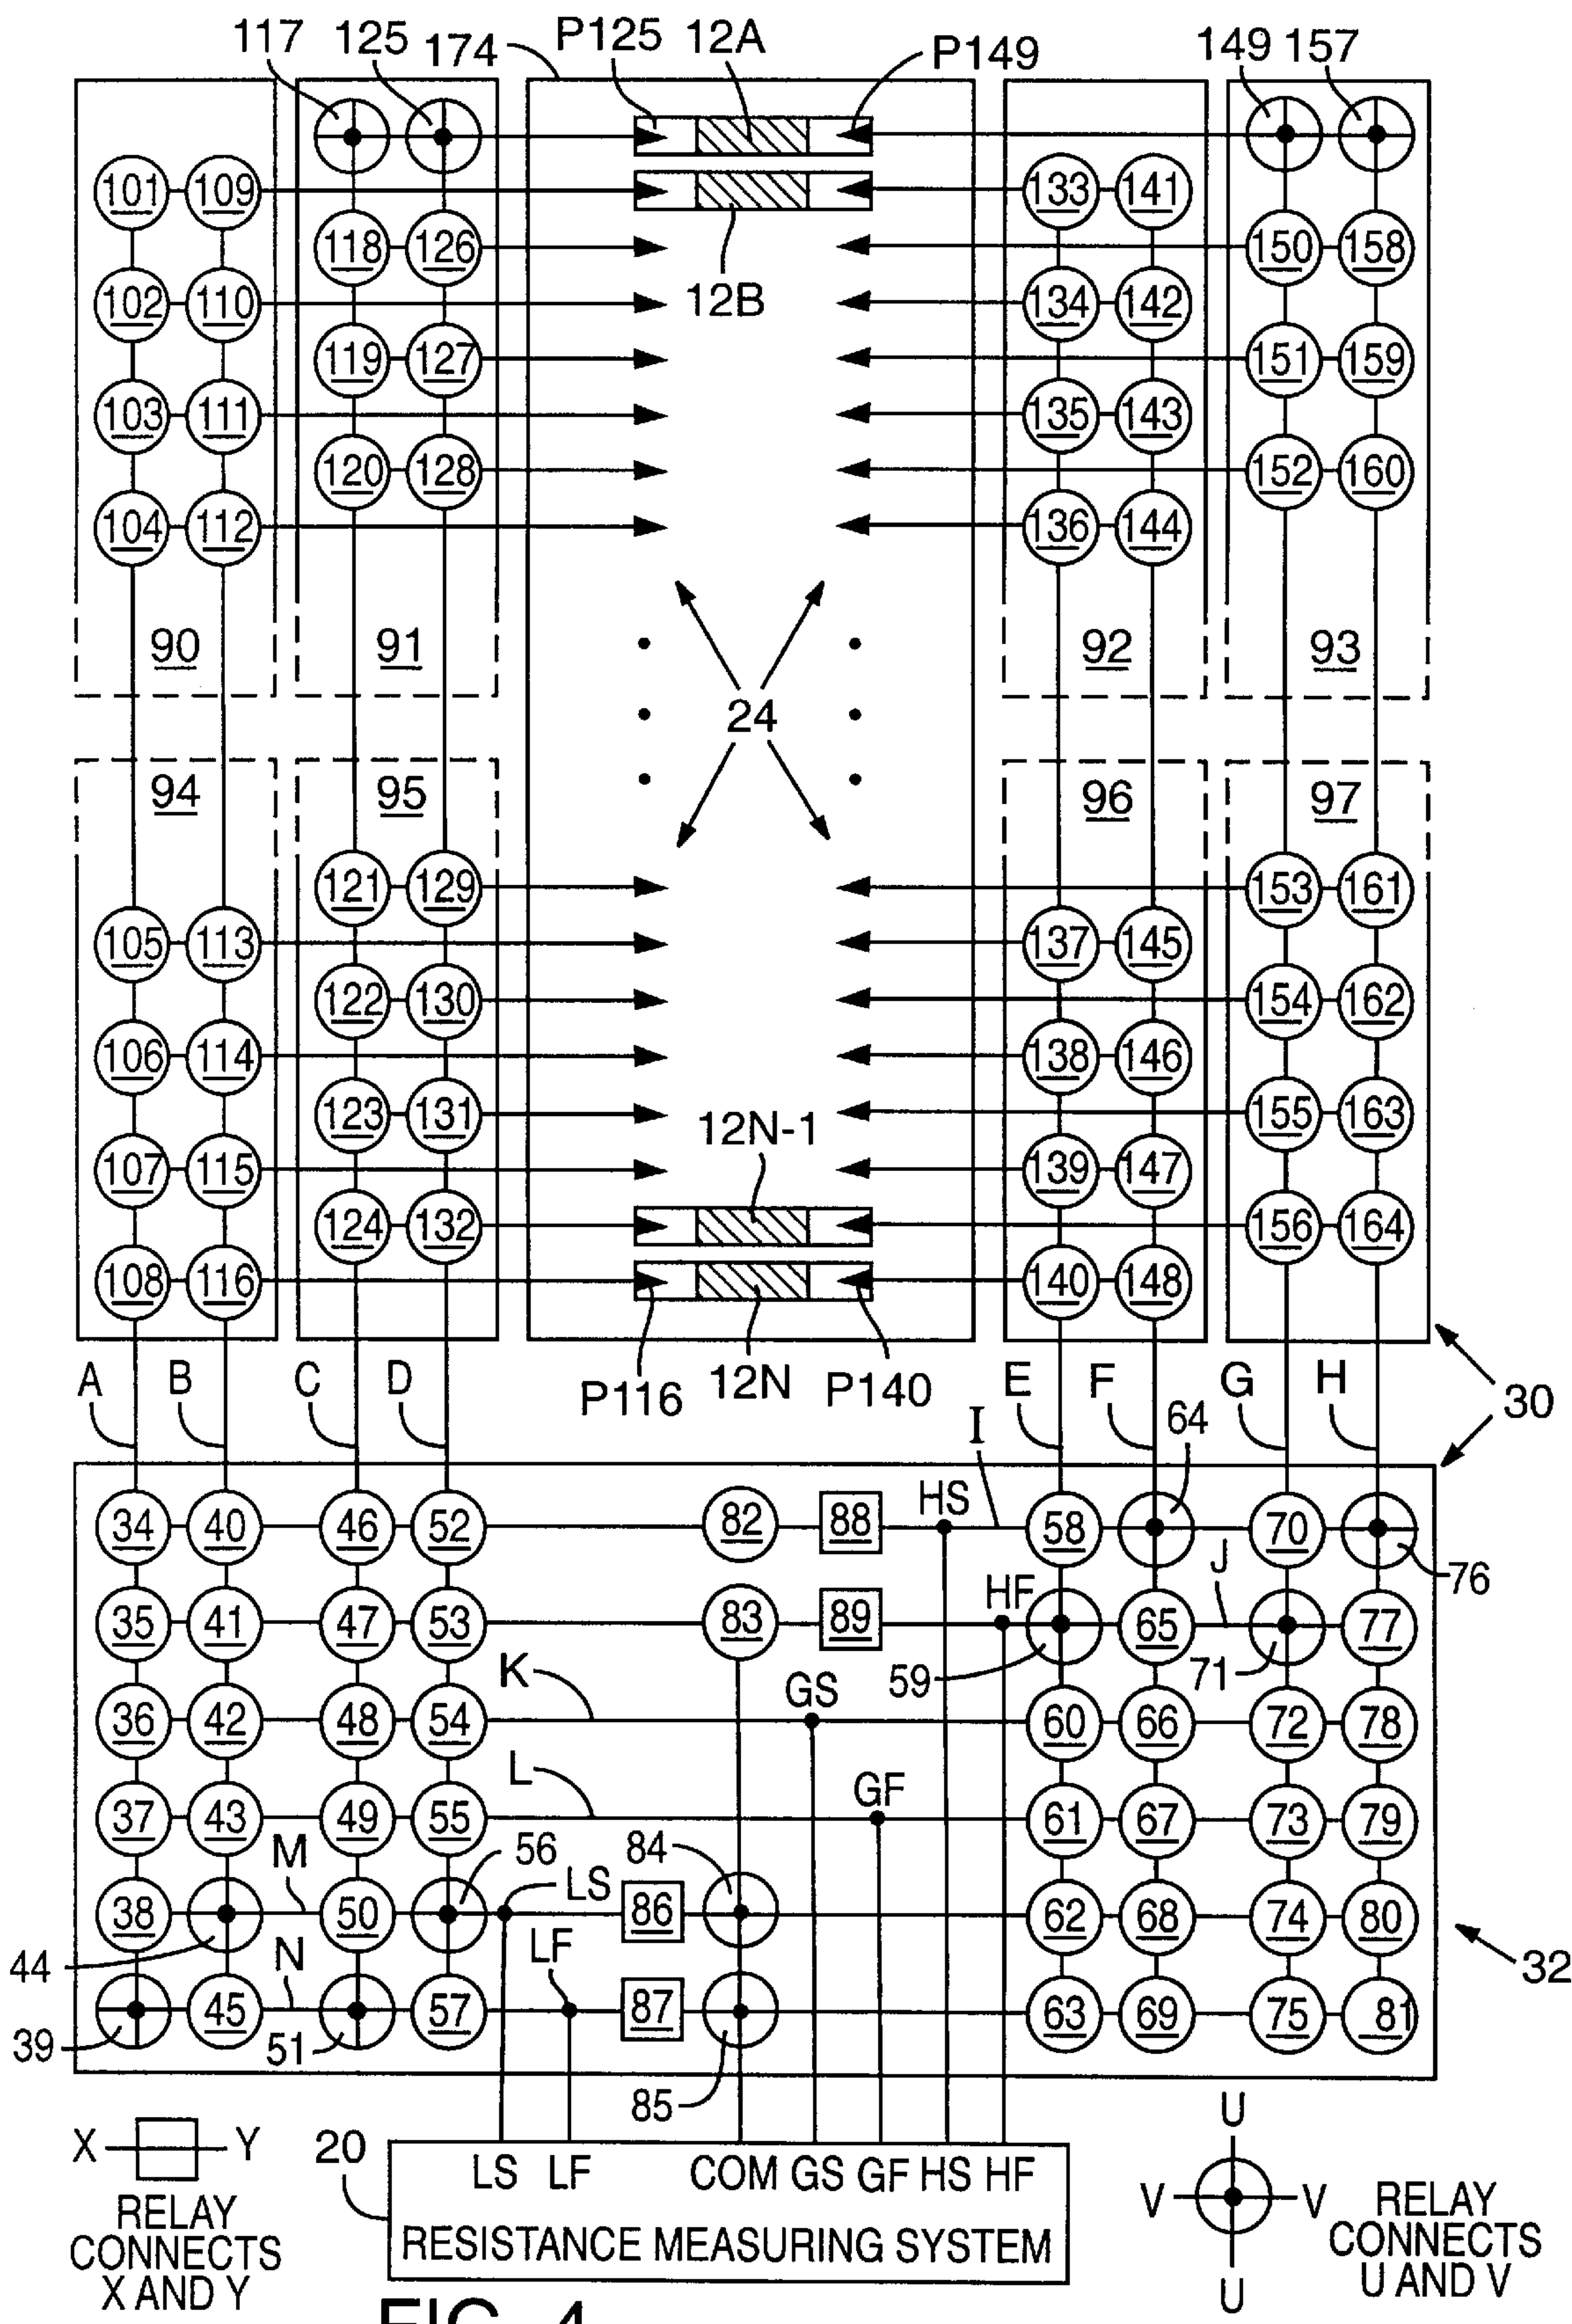 117 125 174 P125 12A P149 149 157
101 109 133 141
118 126 150 158
102 110 12B 134 142
119 127 151 159
103 111 135 143
120 128 152 160
104 112 136 144
90 91 92 93
24
94 95 96 97
121 129 153 161
105 113 137 145
122 130 154 162
106 114 138 146
123 131 12N-1 155 163
107 115 139 147
124 132 156 164
108 116 140 148
A B C D P116 12N P140 E F G H
I 64 30
34 40 46 52 82 88 HS 58 70 76
35 41 47 53 83 89 HF 59 65 J 71 77
K GS
36 42 48 54 60 66 72 78
L GF
37 43 49 55 61 67 73 79
M 56 84 LS
38 44 50 86 62 68 74 80
N LF 32
39 45 51 57 87 85 63 69 75 81
X Y 20 LS LF COM GS GF HS HF U
V V
U
RELAY
CONNECTS
X AND Y
RESISTANCE MEASURING SYSTEM
RELAY
CONNECTS
U AND V
FIG. 4